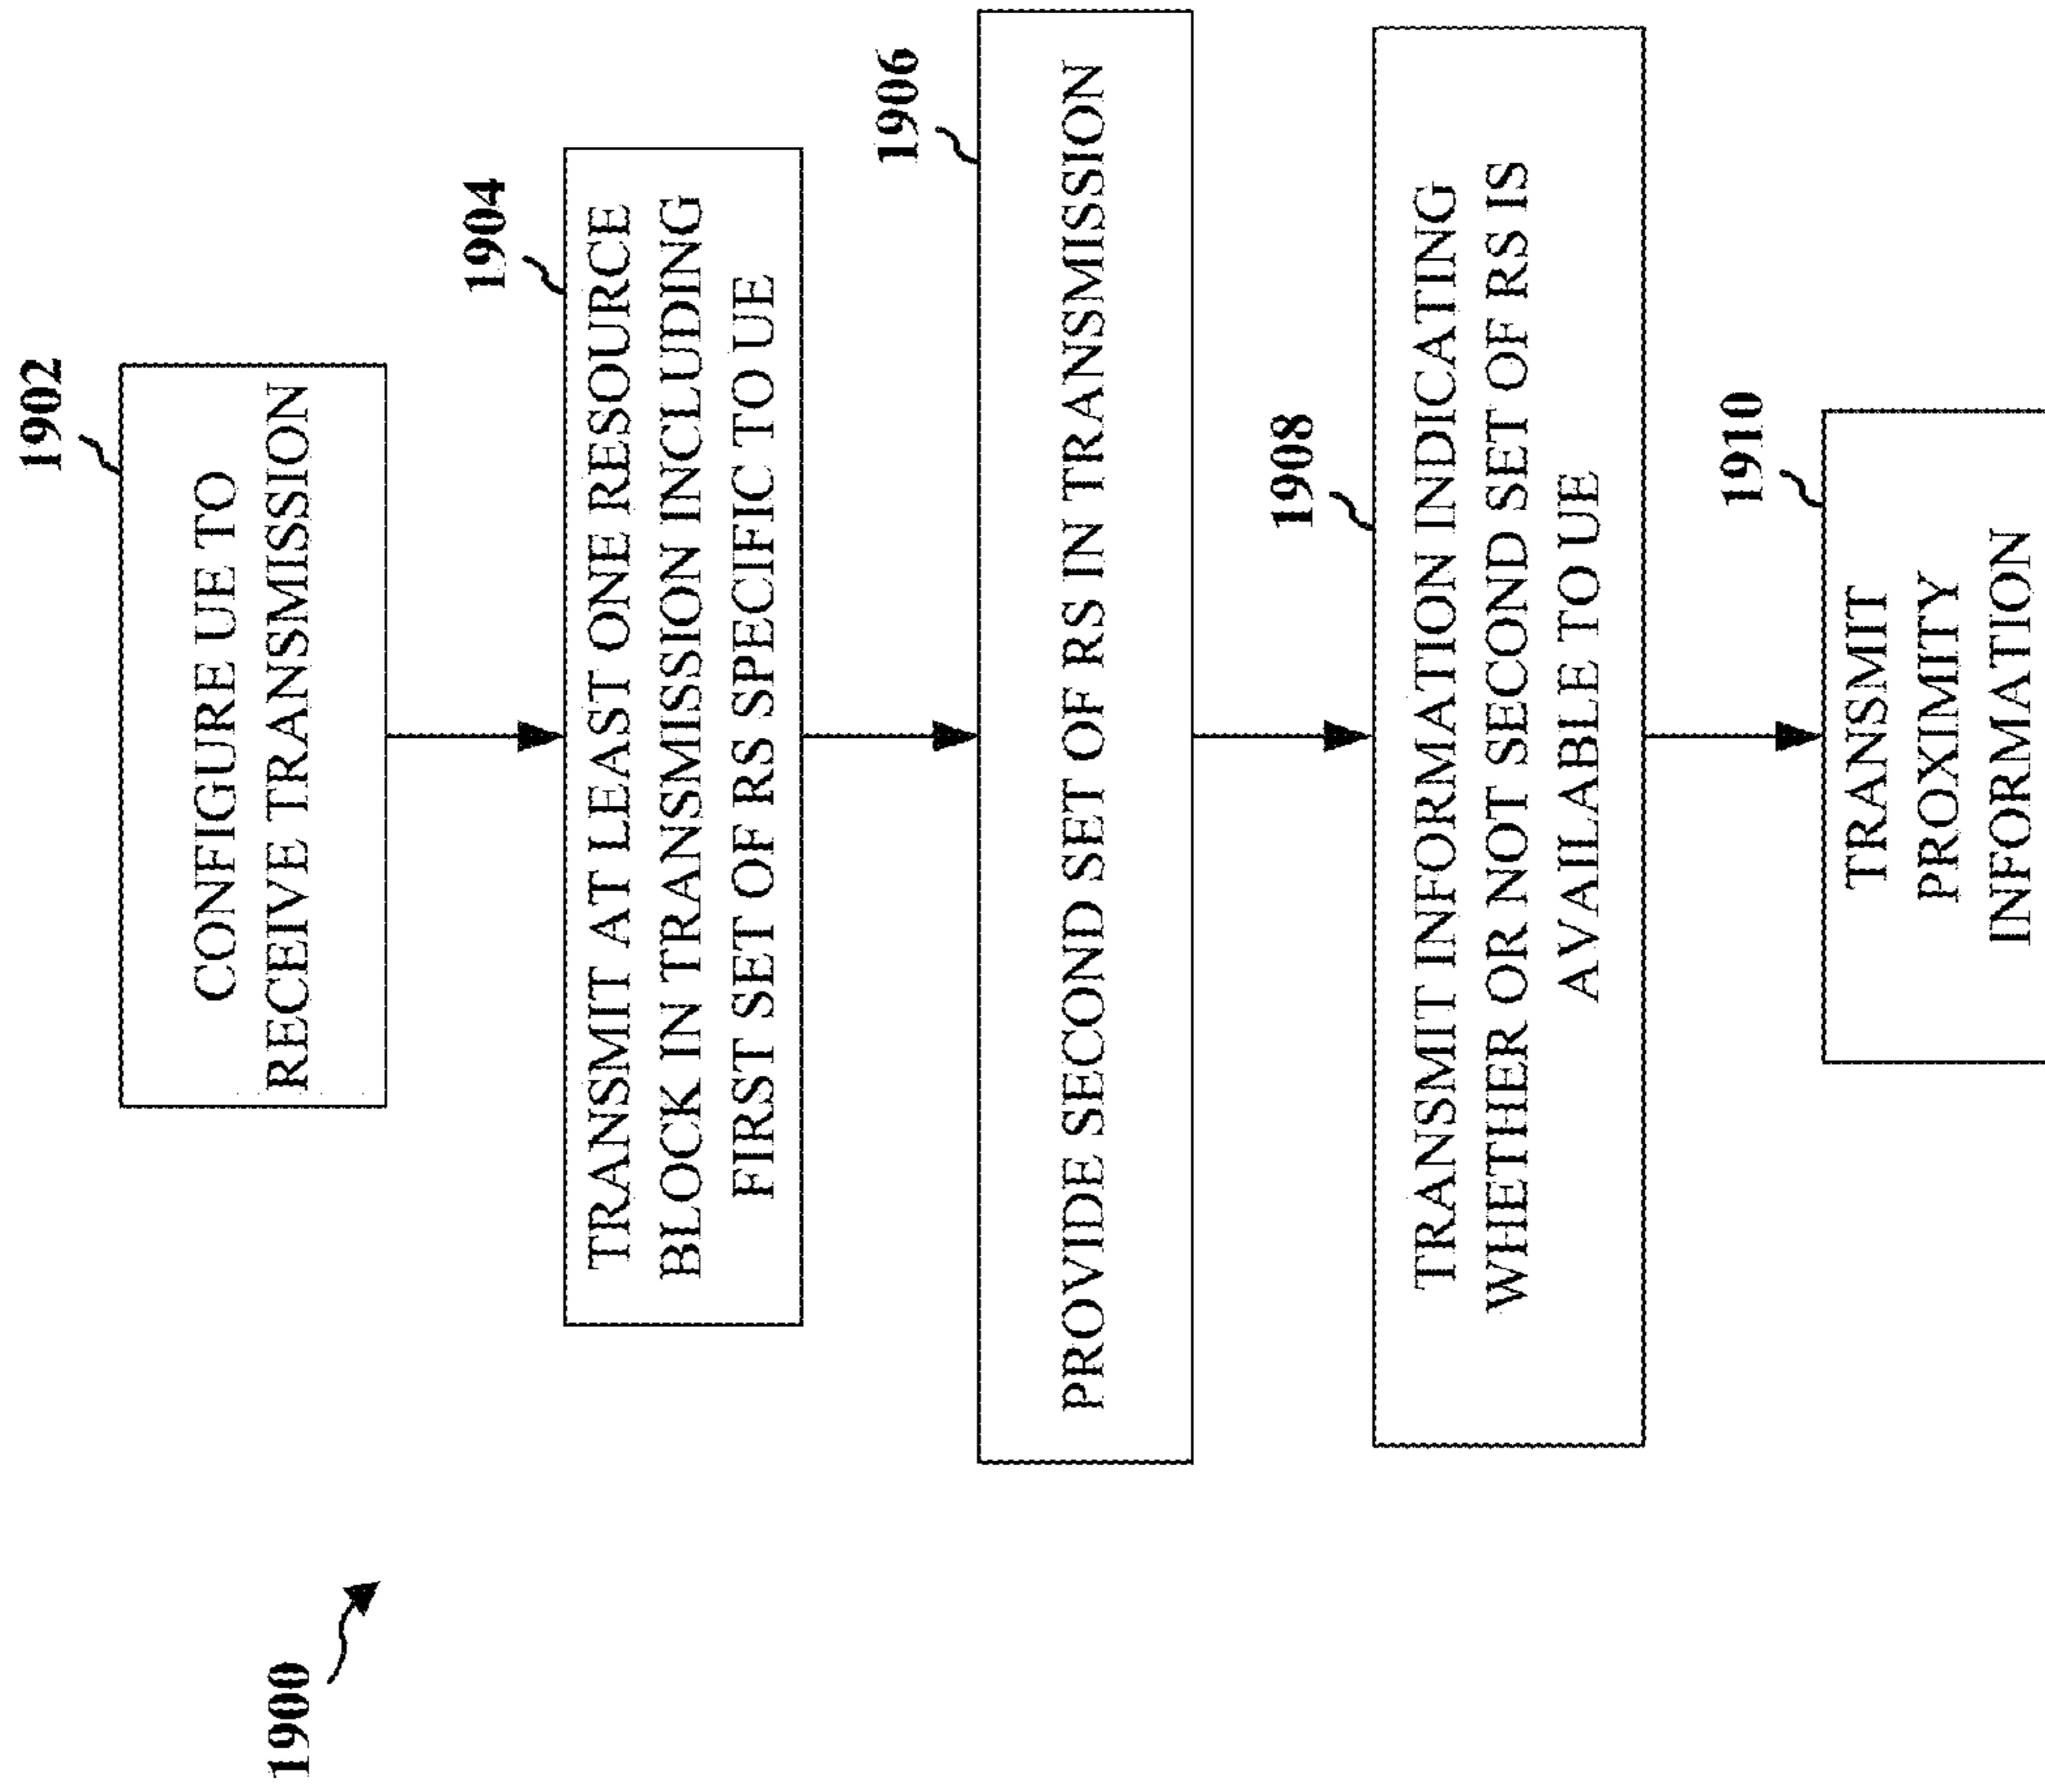 1900
1902
CONFIGURE UE TO
RECEIVE TRANSMISSION
1904
TRANSMIT AT LEAST ONE RESOURCE
BLOCK IN TRANSMISSION INCLUDING
FIRST SET OF RS SPECIFIC TO UE
1906
PROVIDE SECOND SET OF RS IN TRANSMISSION
1908
TRANSMIT INFORMATION INDICATING
WHETHER OR NOT SECOND SET OF RS IS
AVAILABLE TO UE
1910
TRANSMIT
PROXIMITY
INFORMATION